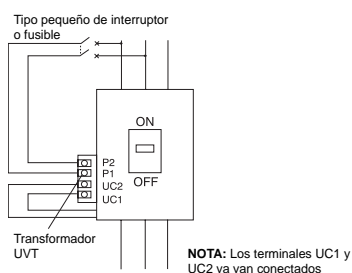 Tipo pequeño de interruptor
o fusible
ON
OFF
P2
P1
UC2
UC1
Transformador
UVT
NOTA: Los terminales UC1 y
UC2 ya van conectados